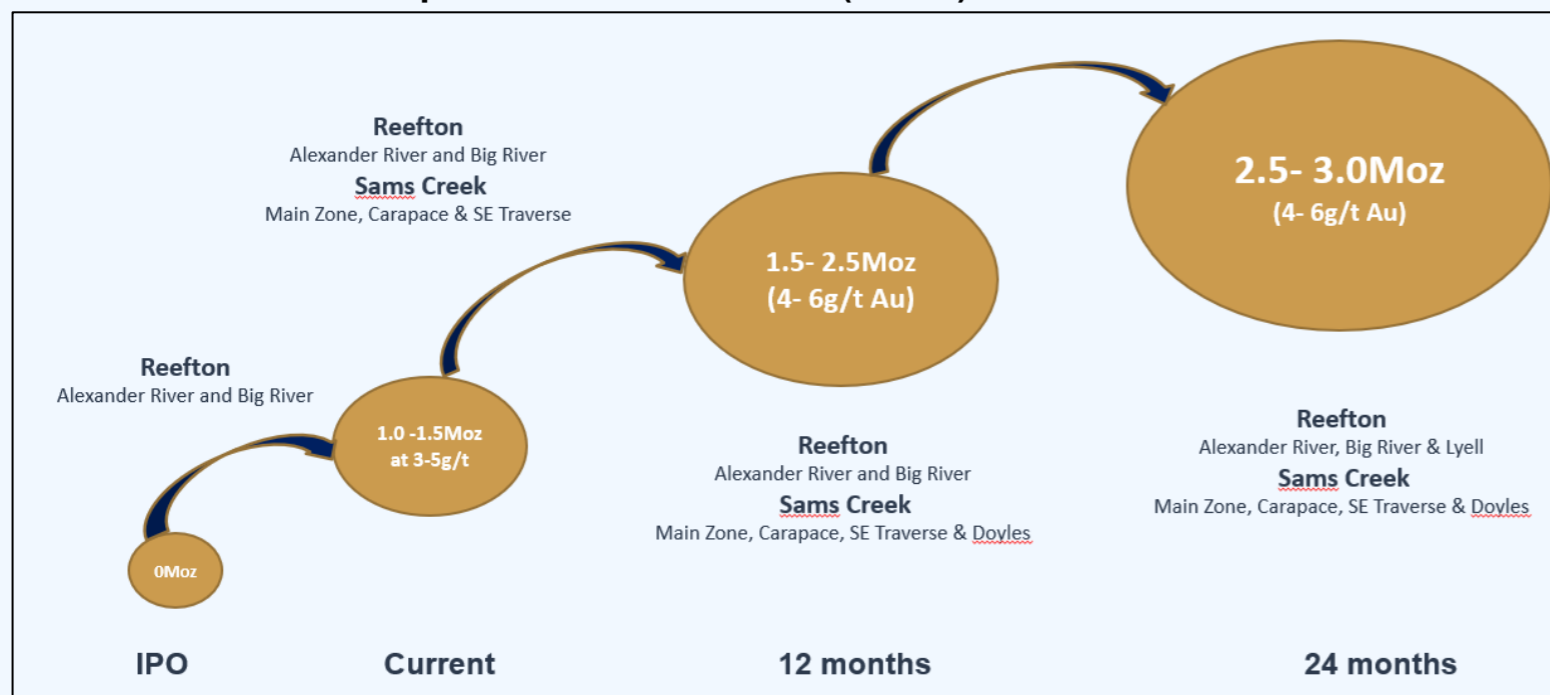 Reefton
Alexander River and Big River
Sams Creek
Main Zone, Carapace & SE Traverse
2.5- 3.0Moz
(4- 6g/t Au)
1.5- 2.5Moz
(4- 6g/t Au)
Reefton
Alexander River and Big River
1.0 -1.5Moz
at 3-5g/t
0Moz
Reefton
Alexander River and Big River
Sams Creek
Main Zone, Carapace, SE Traverse & Doyles
Reefton
Alexander River, Big River & Lyell
Sams Creek
Main Zone, Carapace, SE Traverse & Doyles
IPO
Current
12 months
24 months